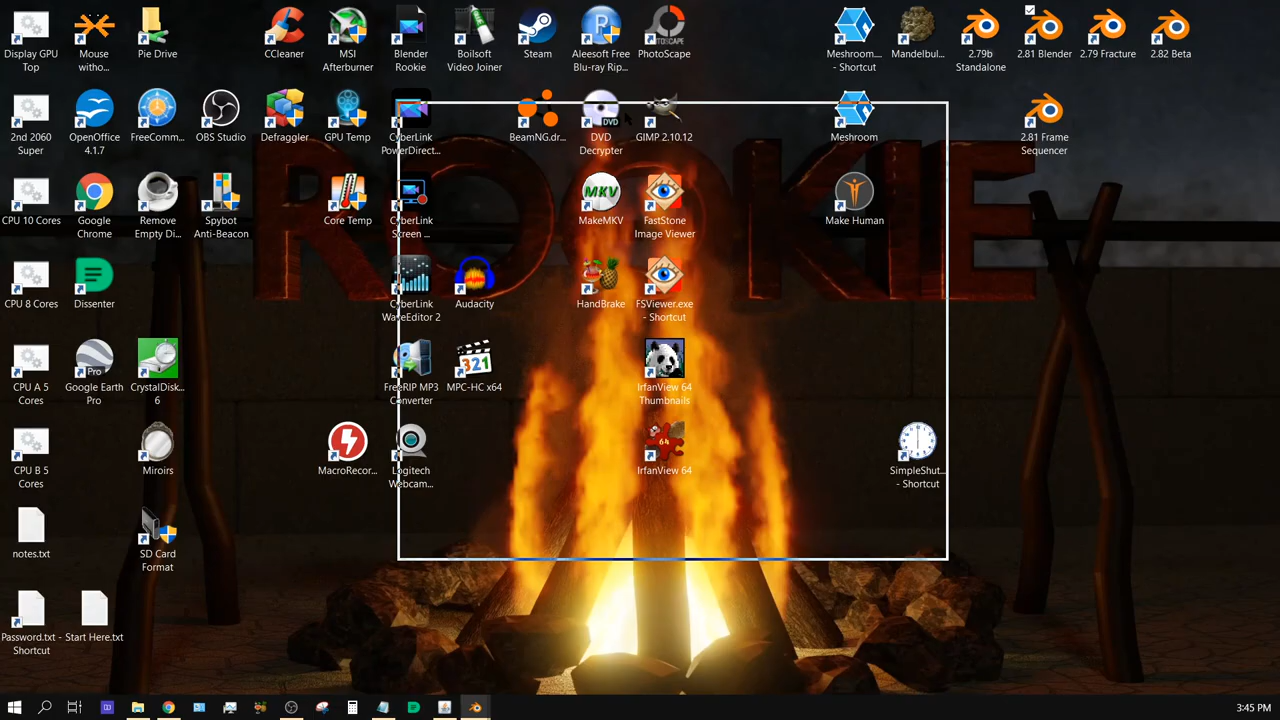 Display GPU
Top
Mouse
witho...
Pie Drive
CCleaner
MSI
Afterburner
Blender
Rookie
Boilsoft
Video Joiner
Steam
Aleesoft Free
Blu-ray Rip...
PHOTOSCAPE
PhotoScape
Meshroom....
- Shortcut
Mandelbul...
2.79b
Standalone
2.81 Blender
2.79 Fracture
2.82 Beta
2nd 2060
Super
OpenOffice
4.1.7
FreeComm...
OBS Studio
Defraggler
GPU Temp
CyberLink
PowerDirect...
BeamNG.dr...
DVD
DVD
Decrypter
GIMP 2.10.12
Meshroom
2.81 Frame
Sequencer
ROOKIE
CPU 10 Cores
Google
Chrome
Remove
Empty Di...
Spybot
Anti-Beacon
Core Temp
CyberLink
Screen ...
MKV
MakeMKV
FastStone
Image Viewer
Make Human
CPU 8 Cores
Dissenter
CyberLink
WaveEditor 2
Audacity
HandBrake
FSViewer.exe
- Shortcut
CPU A 5
Cores
Pro
Google Earth
Pro
CrystalDisk...
6
FreeRIP MP3
Converter
321
MPC-HC x64
IrfanView 64
Thumbnails
CPU B 5
Cores
Miroirs
MacroRecor...
Logitech
Webcam...
64
IrfanView 64
SimpleShut...
- Shortcut
notes.txt
SD Card
Format
Password.txt -
Shortcut
Start Here.txt
3:45 PM